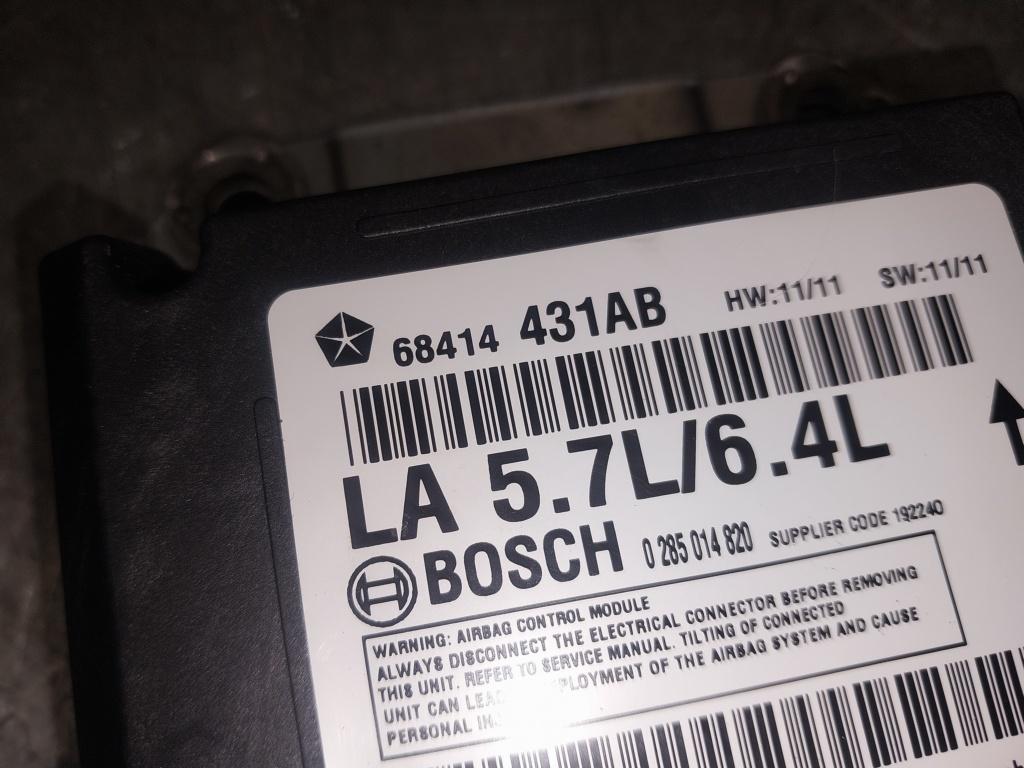 68414 431AB HW:11/11 SW:11/11
LA 5.7L/6.4L
BOSCH 0 285 014 820 SUPPLIER CODE 192240
WARNING: AIRBAG CONTROL MODULE
ALWAYS DISCONNECT THE ELECTRICAL CONNECTOR BEFORE REMOVING
THIS UNIT. REFER TO SERVICE MANUAL. TILTING OF CONNECTED
UNIT CAN OF THE AIRBAG SYSTEM AND CAUSE
PERSONAL